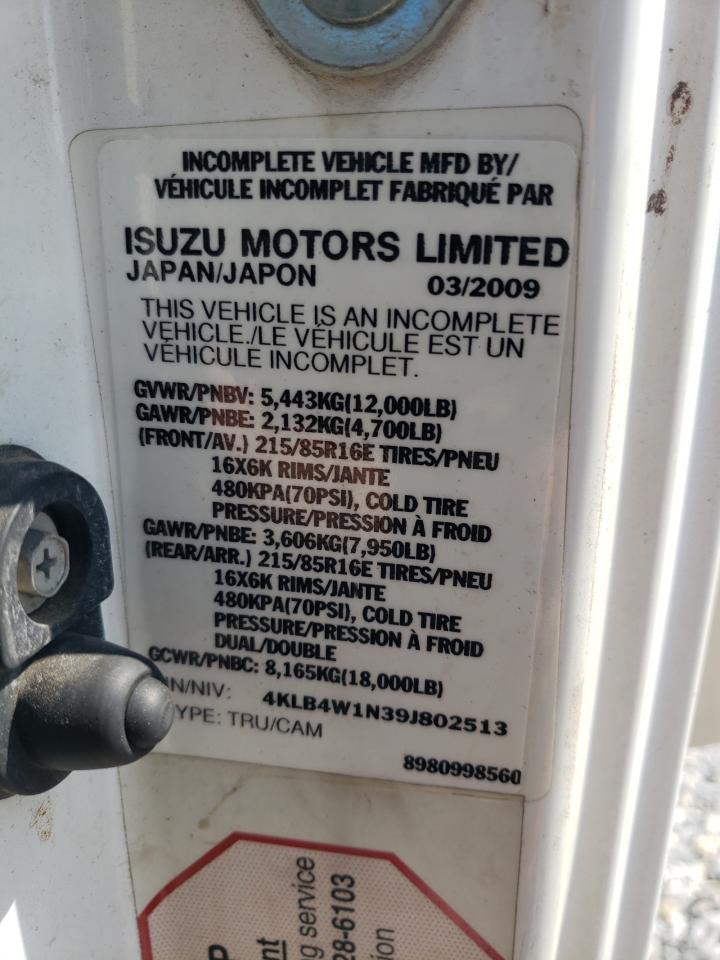 INCOMPLETE VEHICLE MFD BY/
VÉHICULE INCOMPLET FABRIQUÉ PAR
ISUZU MOTORS LIMITED
JAPAN/JAPON 03/2009
THIS VEHICLE IS AN INCOMPLETE
VEHICLE./LE VÉHICULE EST UN
VÉHICULE INCOMPLET.
GVWR/PNBV: 5,443KG(12,000LB)
GAWR/PNBE: 2,132KG(4,700LB)
(FRONT/AV.) 215/85R16E TIRES/PNEU
16X6K RIMS/JANTE
480KPA(70PSI), COLD TIRE
PRESSURE/PRESSION À FROID
GAWR/PNBE: 3,606KG(7,950LB)
(REAR/ARR.) 215/85R16E TIRES/PNEU
16X6K RIMS/JANTE
480KPA(70PSI), COLD TIRE
PRESSURE/PRESSION À FROID
DUAL/DOUBLE
GCWR/PNBC: 8,165KG(18,000LB)
IN/NIV: 4KLB4W1N39J802513
YPE: TRU/CAM
8980998560
service
28-6103